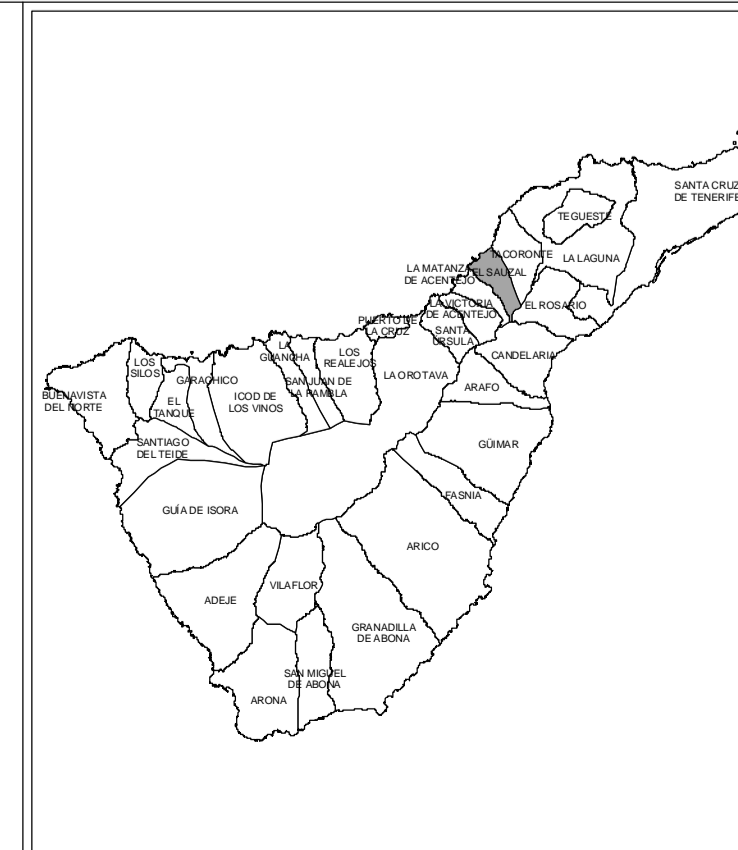 SANTA CRUZ
DE TENERIFE
TEGUESTE
TACORONTE
LA LAGUNA
LA MATANZA
DE ACENTEJO
EL SAUZAL
EL ROSARIO
LA VICTORIA
DE ACENTEJO
PUERTO DE
LA CRUZ
SANTA
URSULA
CANDELARIA
LA
GUANCHA
LOS
REALEJOS
LA OROTAVA
ARAFO
LOS
SILOS
GARACHICO
SAN JUAN DE
LA RAMBLA
BUENAVISTA
DEL NORTE
EL
TANQUE
ICOD DE
LOS VINOS
SANTIAGO
DEL TEIDE
GÜIMAR
FASNIA
GUÍA DE ISORA
ARICO
VILAFLOR
ADEJE
GRANADILLA
DE ABONA
SAN MIGUEL
DE ABONA
ARONA